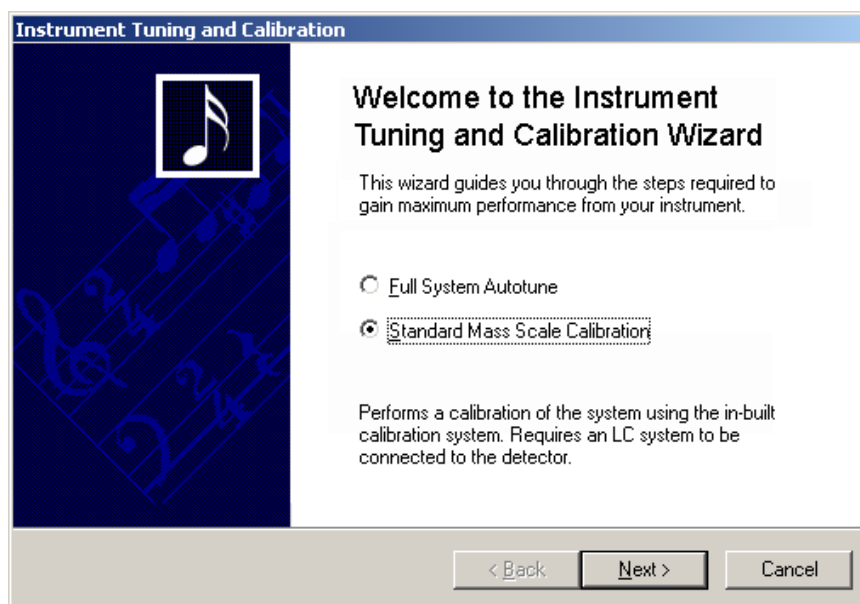 Instrument Tuning and Calibration
Welcome to the Instrument
Tuning and Calibration Wizard
This wizard guides you through the steps required to
gain maximum performance from your instrument.
Full System Autotune
Standard Mass Scale Calibration
Performs a calibration of the system using the in-built
calibration system. Requires an LC system to be
connected to the detector.
< Back
Next >
Cancel